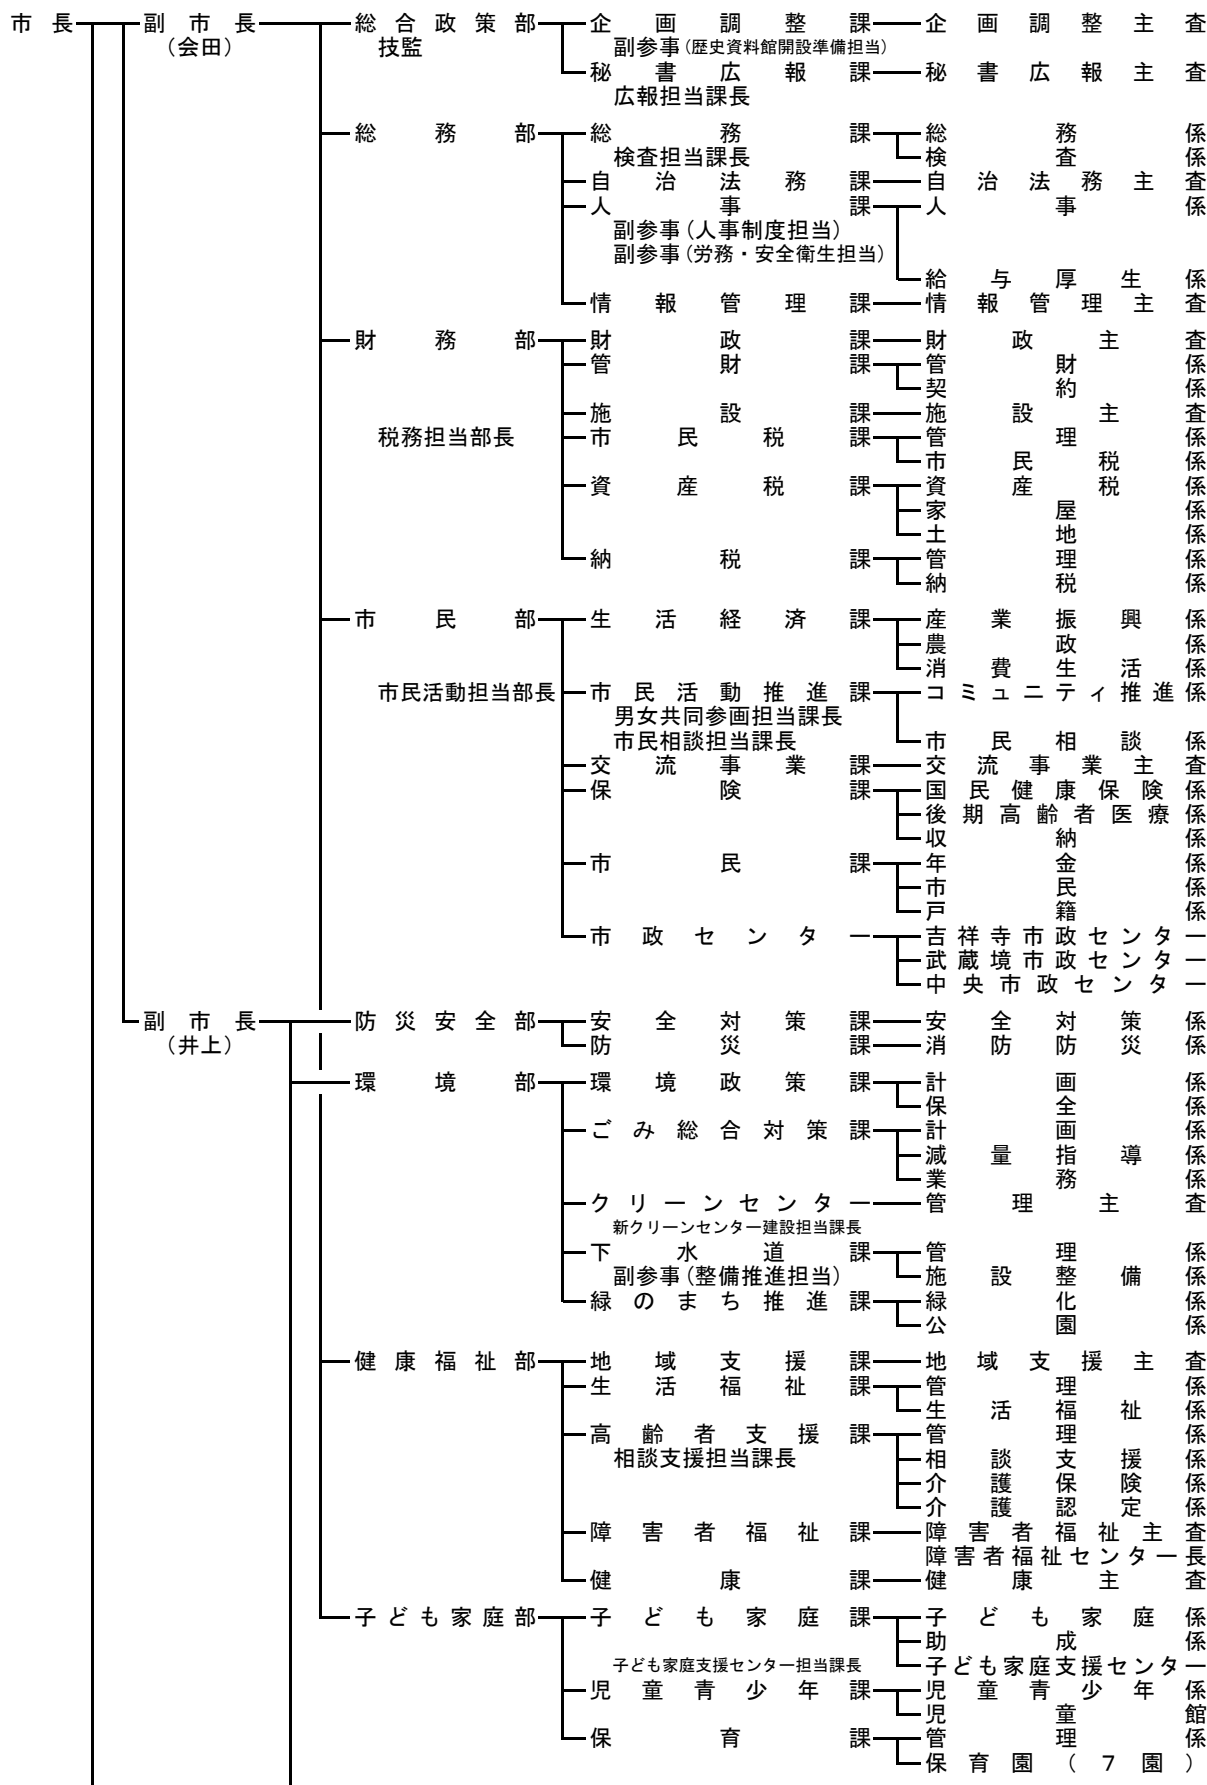 市長 副市長 総合政策部 企画調整課 企画調整主査
（会田） 技監 副参事（歴史資料館開設準備担当）
秘書広報課 秘書広報主査
広報担当課長
総務部 総務課 総務係
検査担当課長 検査係
自治法務課 自治法務主査
人事課 人事係
副参事（人事制度担当）
副参事（労務・安全衛生担当）
給与厚生係
情報管理課 情報管理主査
財務部 財政課 財政主査
管財課 管財係
契約係
施設課 施設主査
税務担当部長 市民税課 管理係
市民税係
資産税課 資産税係
家屋係
土地係
納税課 管理係
納税係
市民部 生活経済課 産業振興係
農政係
消費生活係
市民活動担当部長 市民活動推進課 コミュニティ推進係
男女共同参画担当課長
市民相談担当課長 市民相談係
交流事業課 交流事業主査
保険課 国民健康保険係
後期高齢者医療係
収納係
市民課 年金係
市民係
戸籍係
市政センター 吉祥寺市政センター
武蔵境市政センター
中央市政センター
副市長 防災安全部 安全対策課 安全対策係
（井上） 防災課 消防防災係
環境部 環境政策課 計画係
保全係
ごみ総合対策課 計画係
減量指導係
業務係
クリーンセンター 管理主査
新クリーンセンター建設担当課長
下水道課 管理係
副参事（整備推進担当） 施設整備係
緑のまち推進課 緑化係
公園係
健康福祉部 地域支援課 地域支援主査
生活福祉課 管理係
生活福祉係
高齢者支援課 管理係
相談支援担当課長 相談支援係
介護保険係
介護認定係
障害者福祉課 障害者福祉主査
障害者福祉センター長
健康課 健康主査
子ども家庭部 子ども家庭課 子ども家庭係
助成係
子ども家庭支援センター担当課長 子ども家庭支援センター
児童青少年課 児童青少年係
児童館
保育課 管理係
保育園（７園）